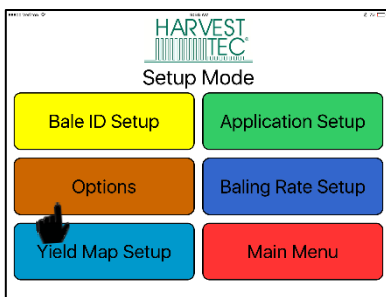 HARVEST
TEC
Setup Mode
Bale ID Setup
Application Setup
Options
Baling Rate Setup
Yield Map Setup
Main Menu